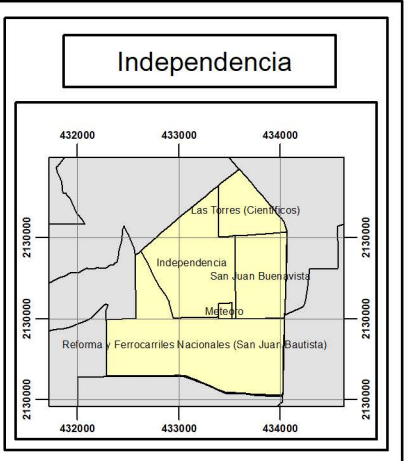 Independencia
432000 433000 434000
2130000 2130000
Las Torres (Científicos)
Independencia
San Juan Buenavista
2130000 2130000
Meteoro
Reforma y Ferrocarriles Nacionales (San Juan Bautista)
2130000 2130000
432000 433000 434000